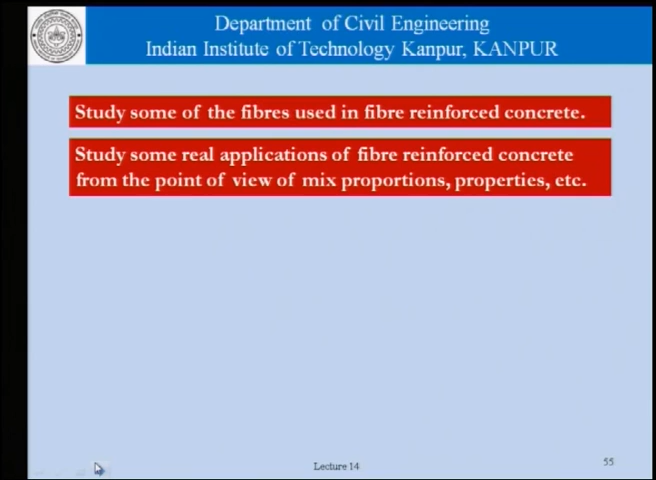 Department of Civil Engineering
Indian Institute of Technology Kanpur, KANPUR
Study some of the fibres used in fibre reinforced concrete.
Study some real applications of fibre reinforced concrete
from the point of view of mix proportions, properties, etc.
Lecture 14
55